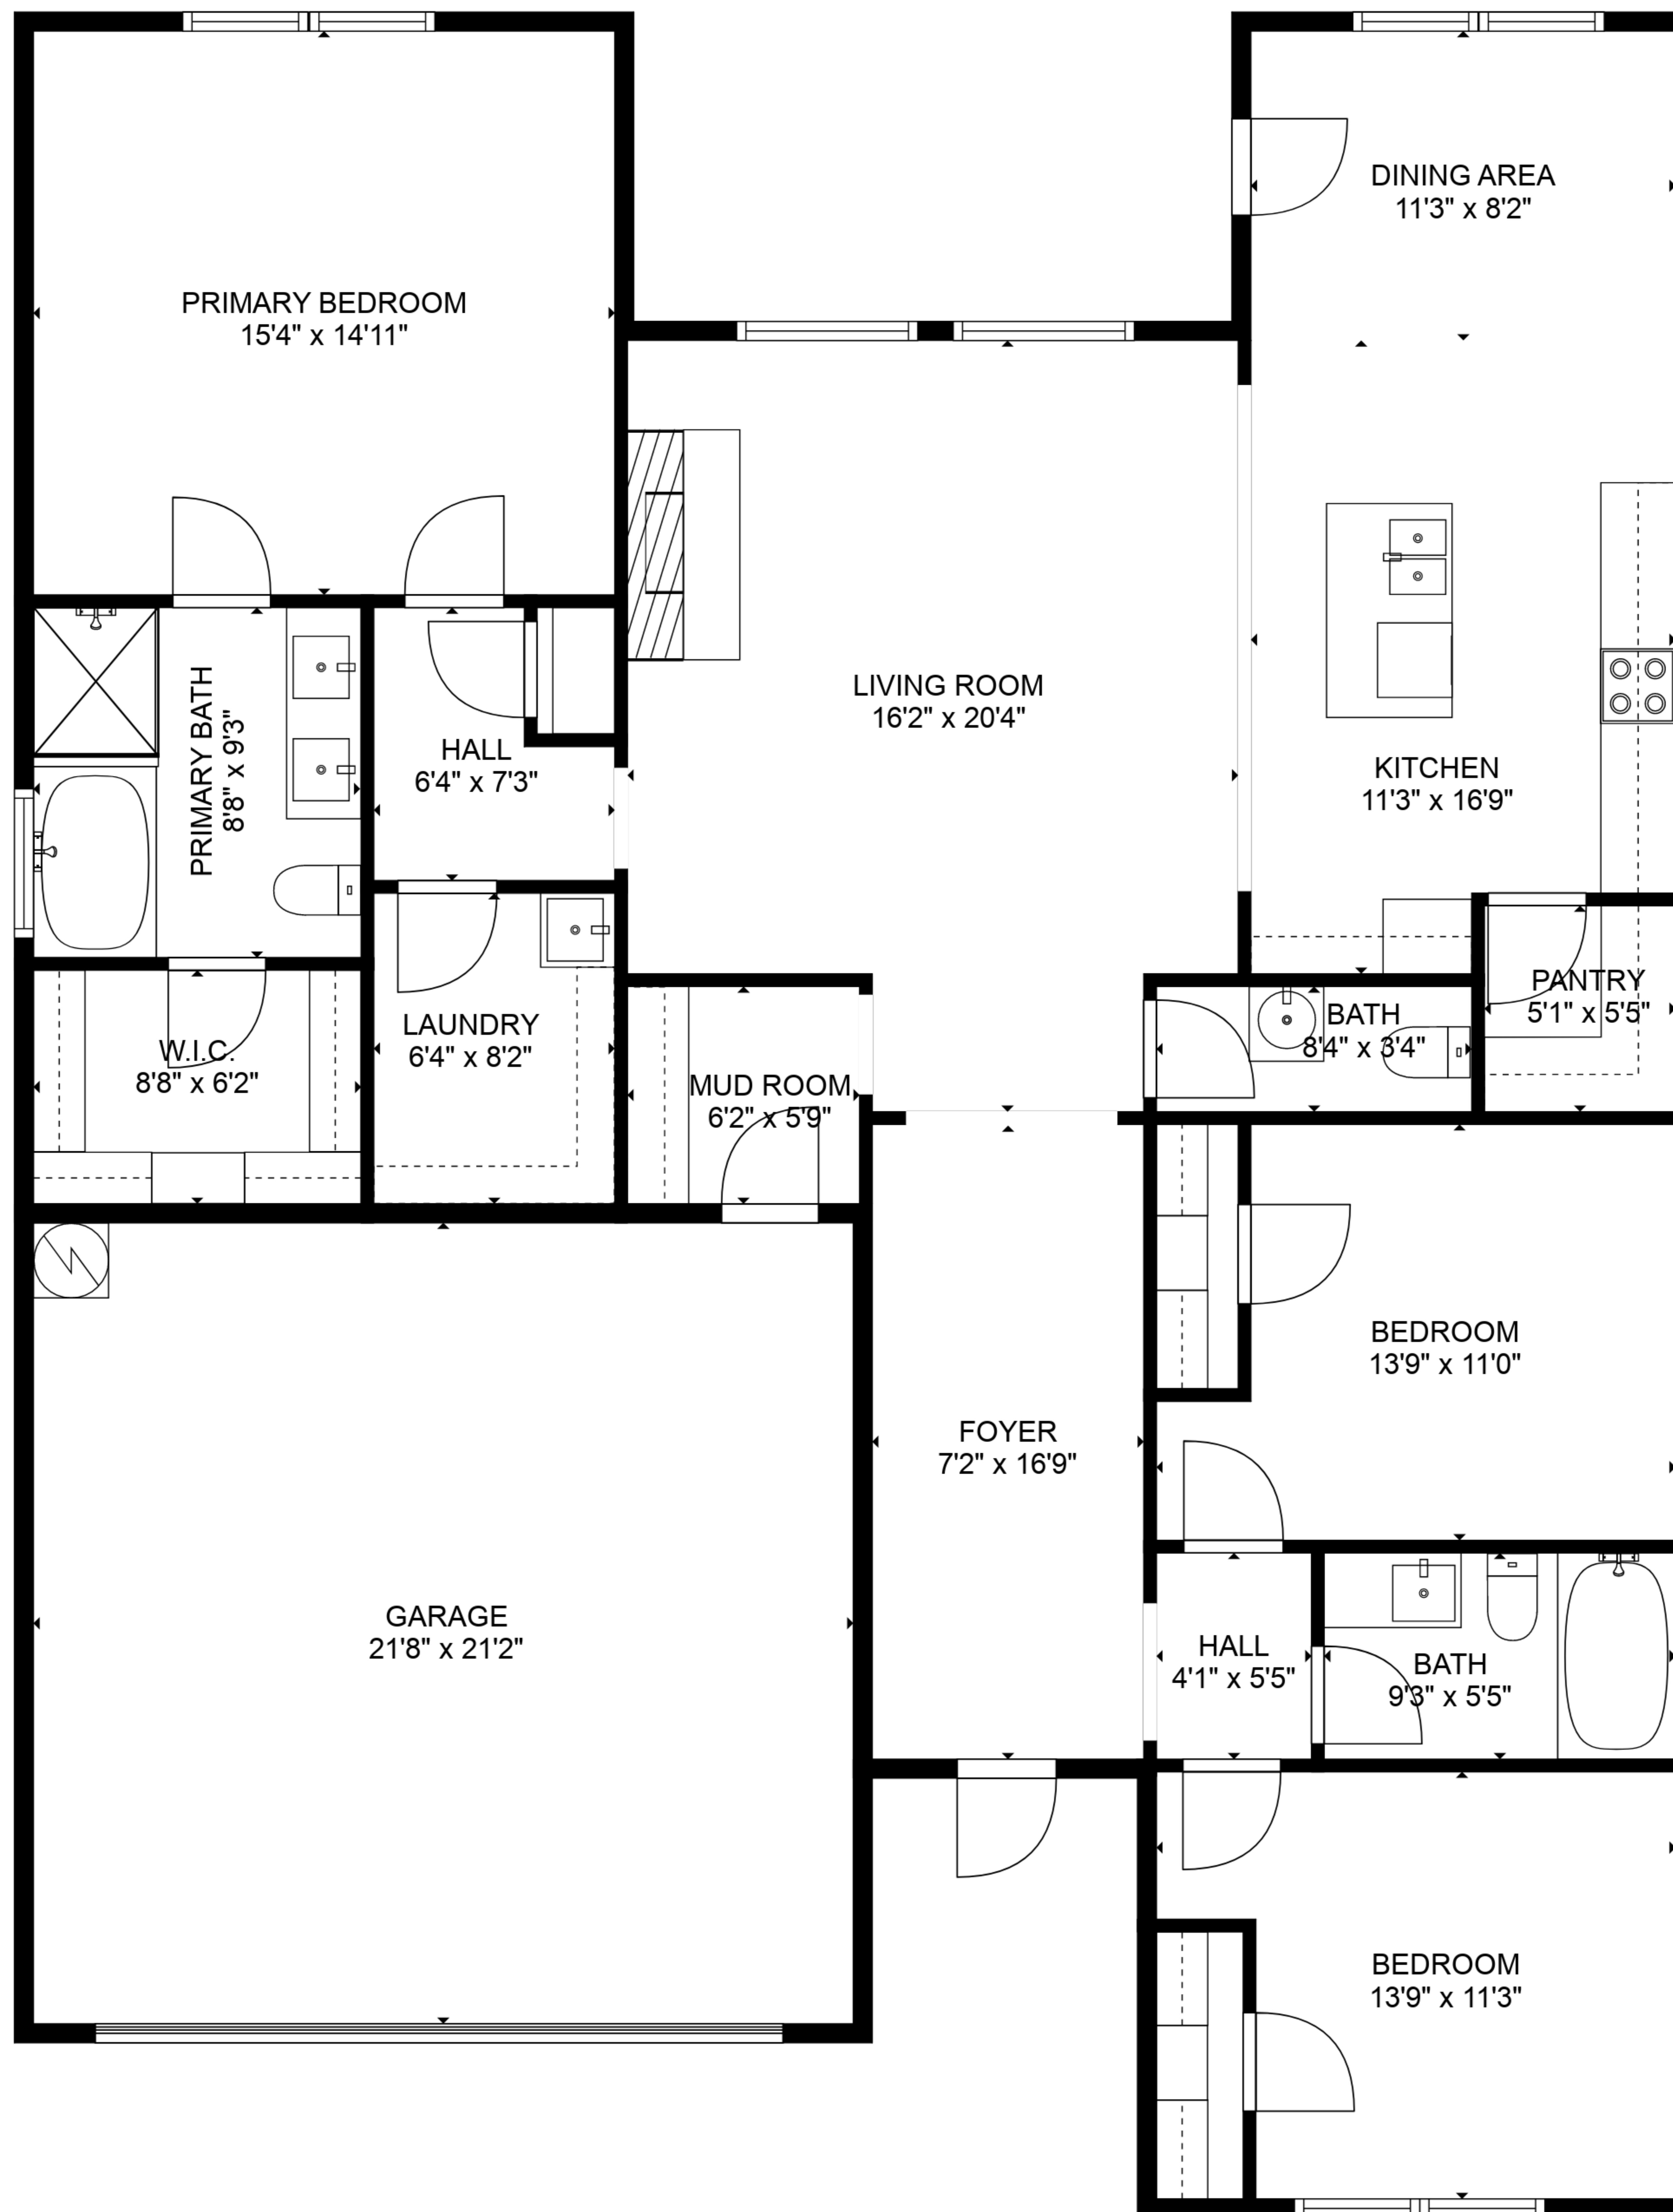 DINING AREA
11'3" x 8'2"
PRIMARY BEDROOM
15'4" x 14'11"
LIVING ROOM
16'2" x 20'4"
PRIMARY BATH
8'8" x 9'3"
HALL
6'4" x 7'3"
KITCHEN
11'3" x 16'9"
PANTRY
5'1" x 5'5"
BATH
8'4" x 3'4"
LAUNDRY
6'4" x 8'2"
W.I.C.
8'8" x 6'2"
MUD ROOM
6'2" x 5'9"
BEDROOM
13'9" x 11'0"
FOYER
7'2" x 16'9"
GARAGE
21'8" x 21'2"
HALL
4'1" x 5'5"
BATH
9'3" x 5'5"
BEDROOM
13'9" x 11'3"